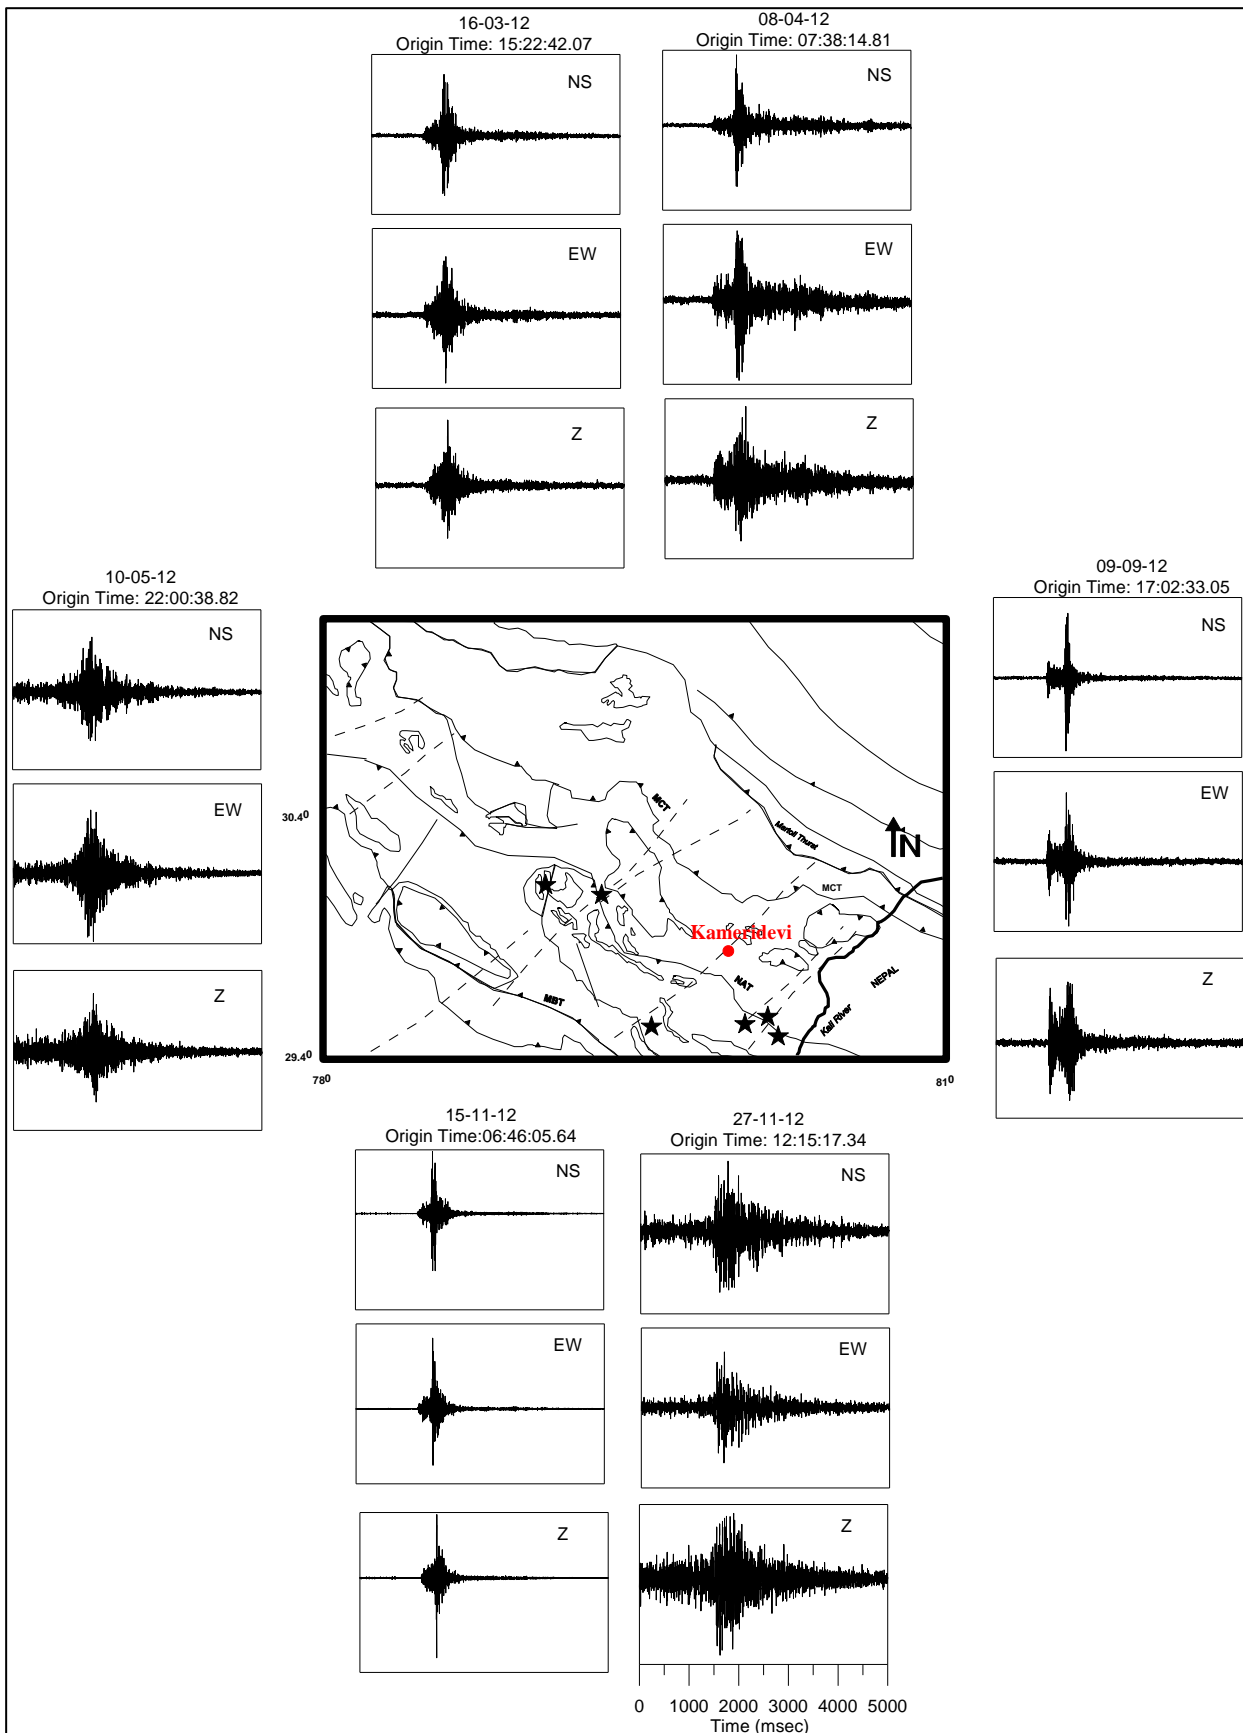 16-03-12
Origin Time: 15:22:42.07
NS
EW
Z
08-04-12
Origin Time: 07:38:14.81
NS
EW
Z
10-05-12
Origin Time: 22:00:38.82
NS
EW
Z
09-09-12
Origin Time: 17:02:33.05
NS
EW
Z
30.4⁰
29.4⁰
78⁰
81⁰
MCT
Martoli Thurst
N
MCT
Kameridevi
NAT
NEPAL
MBT
Kali River
15-11-12
Origin Time:06:46:05.64
NS
EW
Z
27-11-12
Origin Time: 12:15:17.34
NS
EW
Z
0 1000 2000 3000 4000 5000
Time (msec)